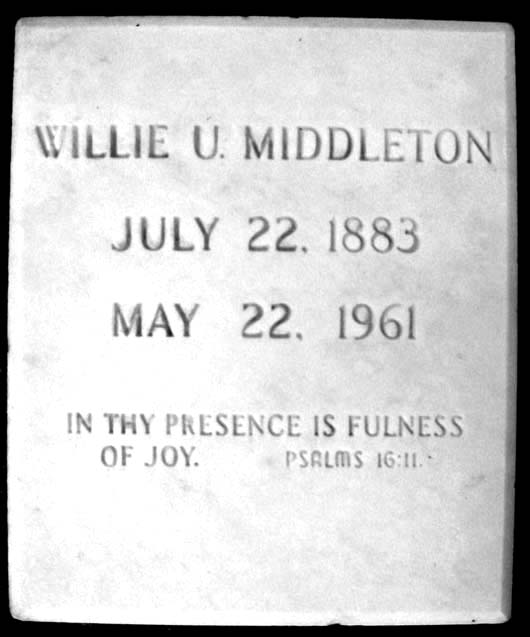 WILLIE U. MIDDLETON
JULY 22, 1883
MAY 22, 1961
IN THY PRESENCE IS FULNESS
OF JOY. PSALMS 16:11.